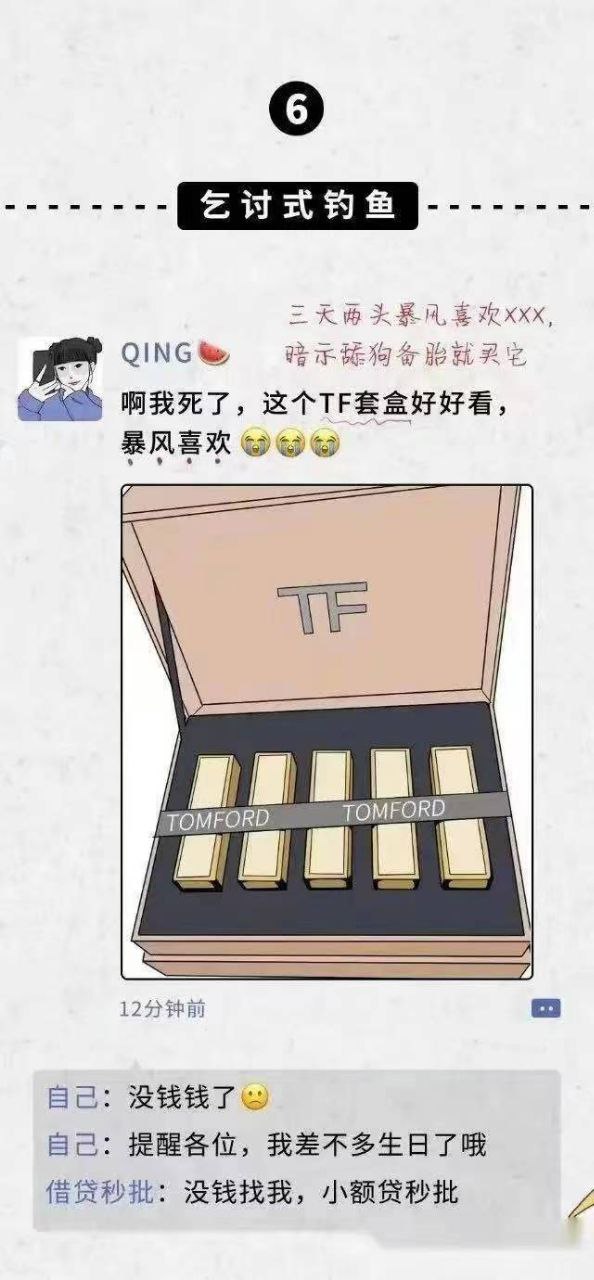 6
乞讨式钓鱼
三天两头暴风喜欢XXX,
暗示舔狗备胎就买它
QING🍉
啊我死了，这个TF套盒好好看，
暴风喜欢😭😭😭
TF
TOMFORD TOMFORD
12分钟前
自己：没钱钱了🙁
自己：提醒各位，我差不多生日了哦
借贷秒批：没钱找我，小额贷秒批